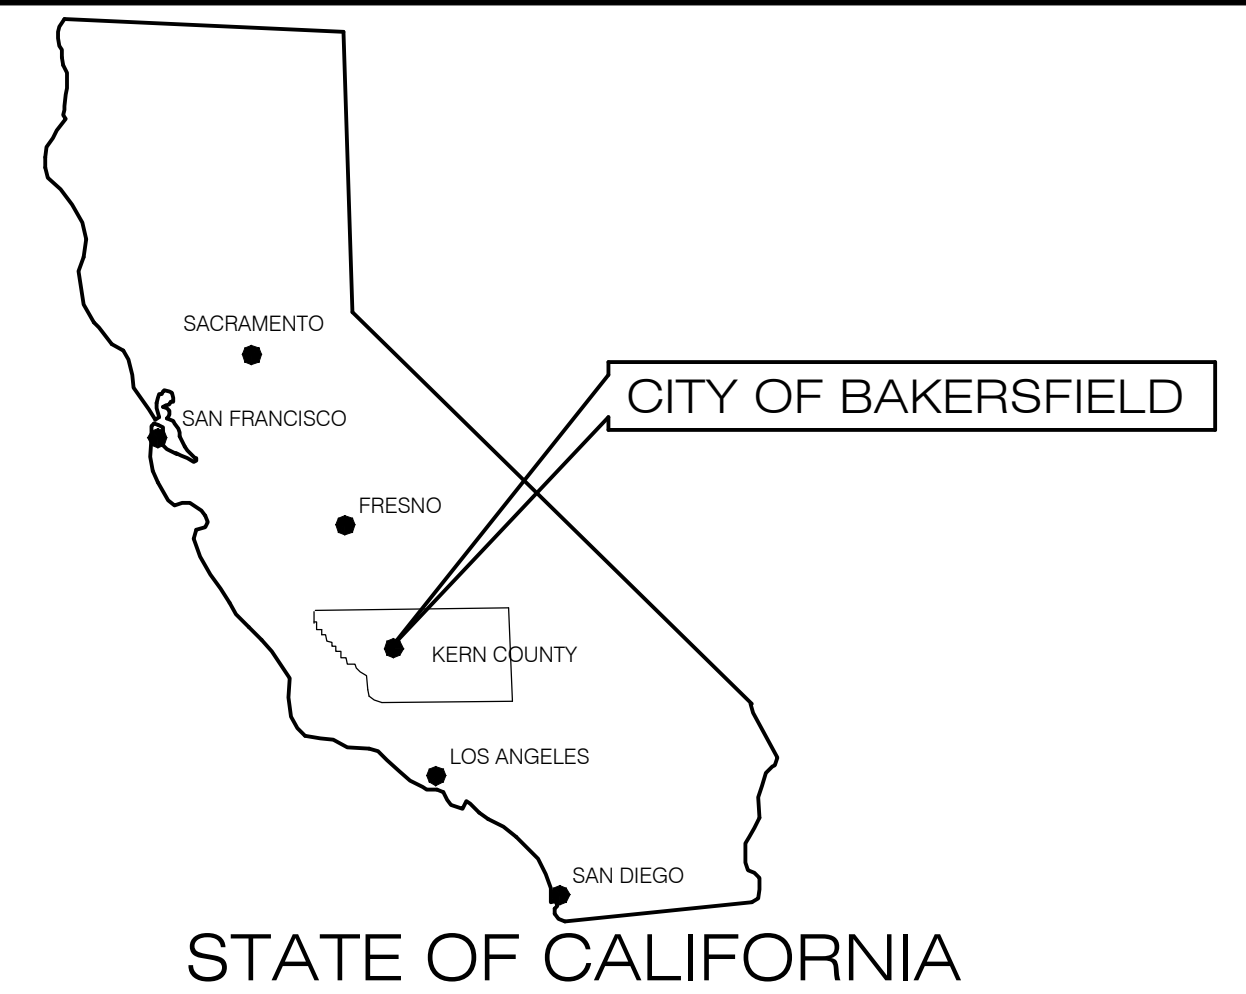 SACRAMENTO
CITY OF BAKERSFIELD
SAN FRANCISCO
FRESNO
KERN COUNTY
LOS ANGELES
SAN DIEGO
STATE OF CALIFORNIA